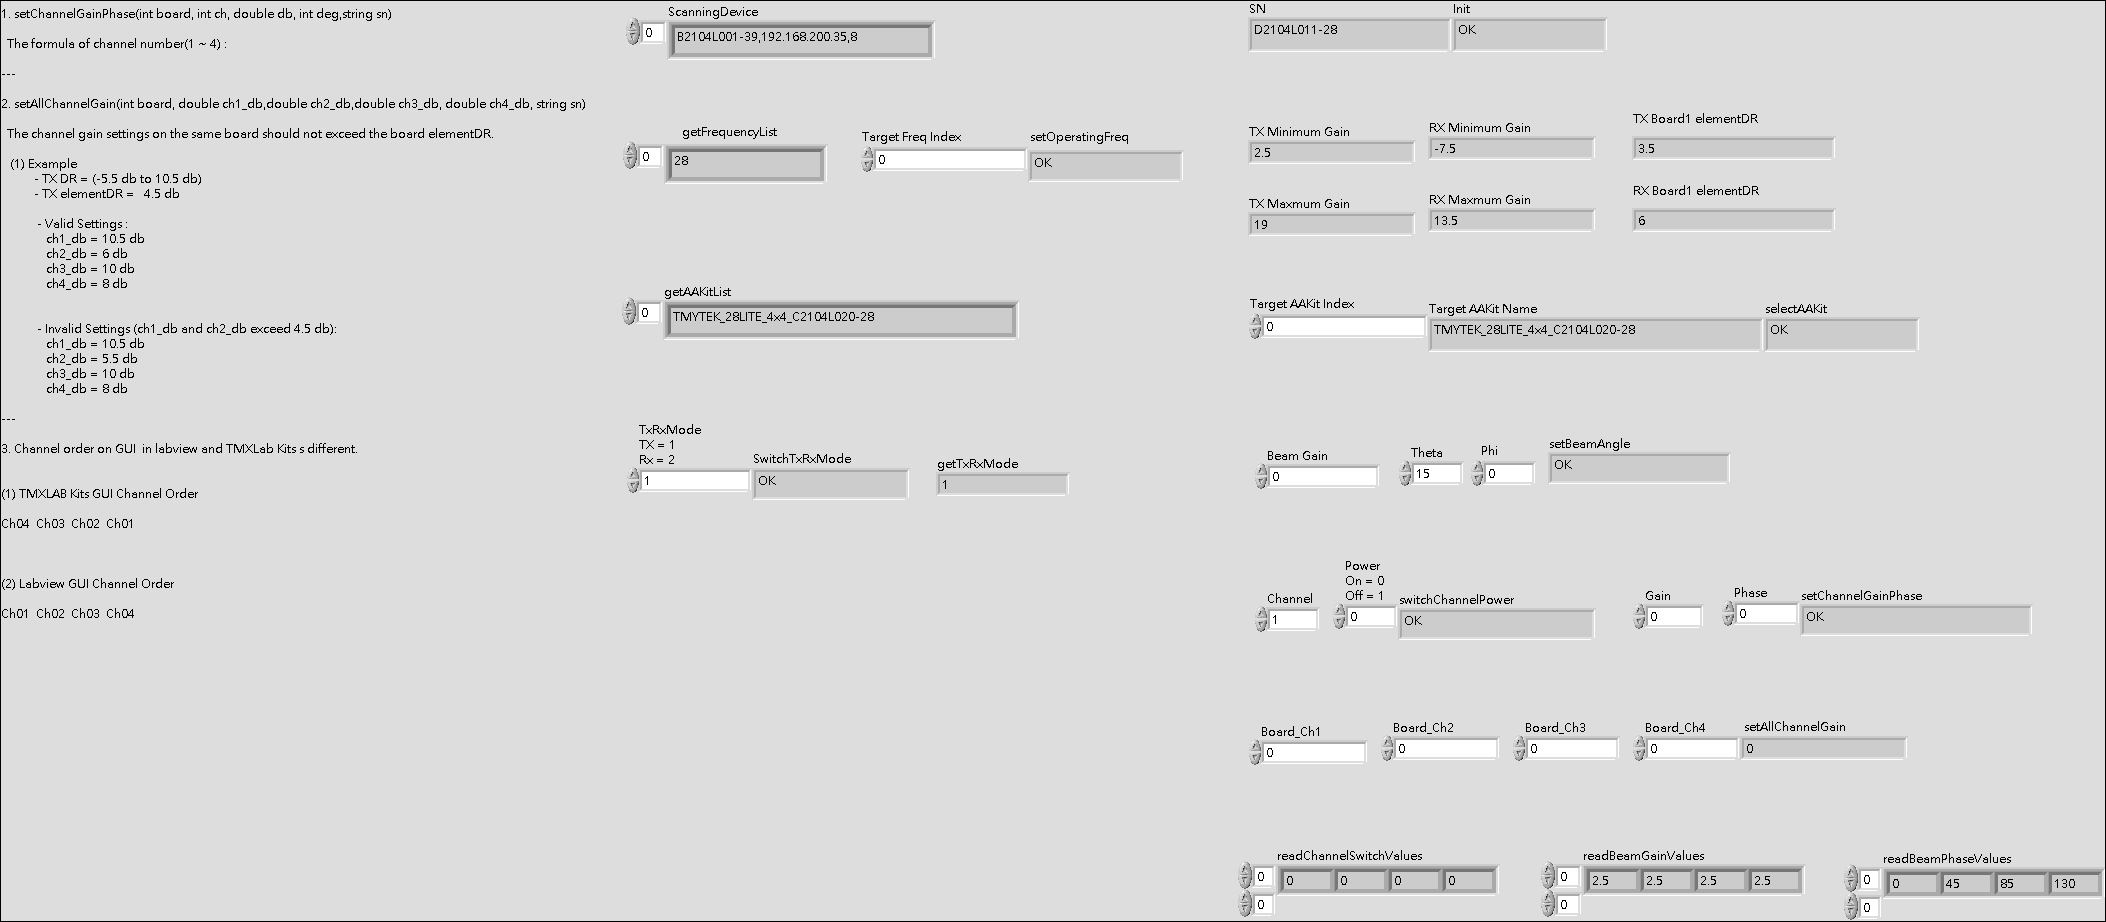 1. setChannelGainPhase(int board, int ch, double db, int deg,string sn)
The formula of channel number(1 ~ 4) :
---
2. setAllChannelGain(int board, double ch1_db,double ch2_db,double ch3_db, double ch4_db, string sn)
The channel gain settings on the same board should not exceed the board elementDR.
(1) Example
- TX DR = (-5.5 db to 10.5 db)
- TX elementDR =   4.5 db
- Valid Settings :
ch1_db = 10.5 db
ch2_db = 6 db
ch3_db = 10 db
ch4_db = 8 db
- Invalid Settings (ch1_db and ch2_db exceed 4.5 db):
ch1_db = 10.5 db
ch2_db = 5.5 db
ch3_db = 10 db
ch4_db = 8 db
---
3. Channel order on GUI  in labview and TMXLab Kits s different.
(1) TMXLAB Kits GUI Channel Order
Ch04  Ch03  Ch02  Ch01
(2) Labview GUI Channel Order
Ch01  Ch02  Ch03  Ch04
ScanningDevice
0 B2104L001-39,192.168.200.35,8
getFrequencyList
0 28
Target Freq Index
0
setOperatingFreq
OK
getAAKitList
0 TMYTEK_28LITE_4x4_C2104L020-28
TxRxMode
TX = 1
Rx = 2
1
SwitchTxRxMode
OK
getTxRxMode
1
SN
D2104L011-28
Init
OK
TX Minimum Gain
2.5
RX Minimum Gain
-7.5
TX Board1 elementDR
3.5
TX Maxmum Gain
19
RX Maxmum Gain
13.5
RX Board1 elementDR
6
Target AAKit Index
0
Target AAKit Name
TMYTEK_28LITE_4x4_C2104L020-28
selectAAKit
OK
Beam Gain
0
Theta
15
Phi
0
setBeamAngle
OK
Channel
1
Power
On = 0
Off = 1
0
switchChannelPower
OK
Gain
0
Phase
0
setChannelGainPhase
OK
Board_Ch1
0
Board_Ch2
0
Board_Ch3
0
Board_Ch4
0
setAllChannelGain
0
readChannelSwitchValues
0 0 0 0 0
0
readBeamGainValues
0 2.5 2.5 2.5 2.5
0
readBeamPhaseValues
0 0 45 85 130
0